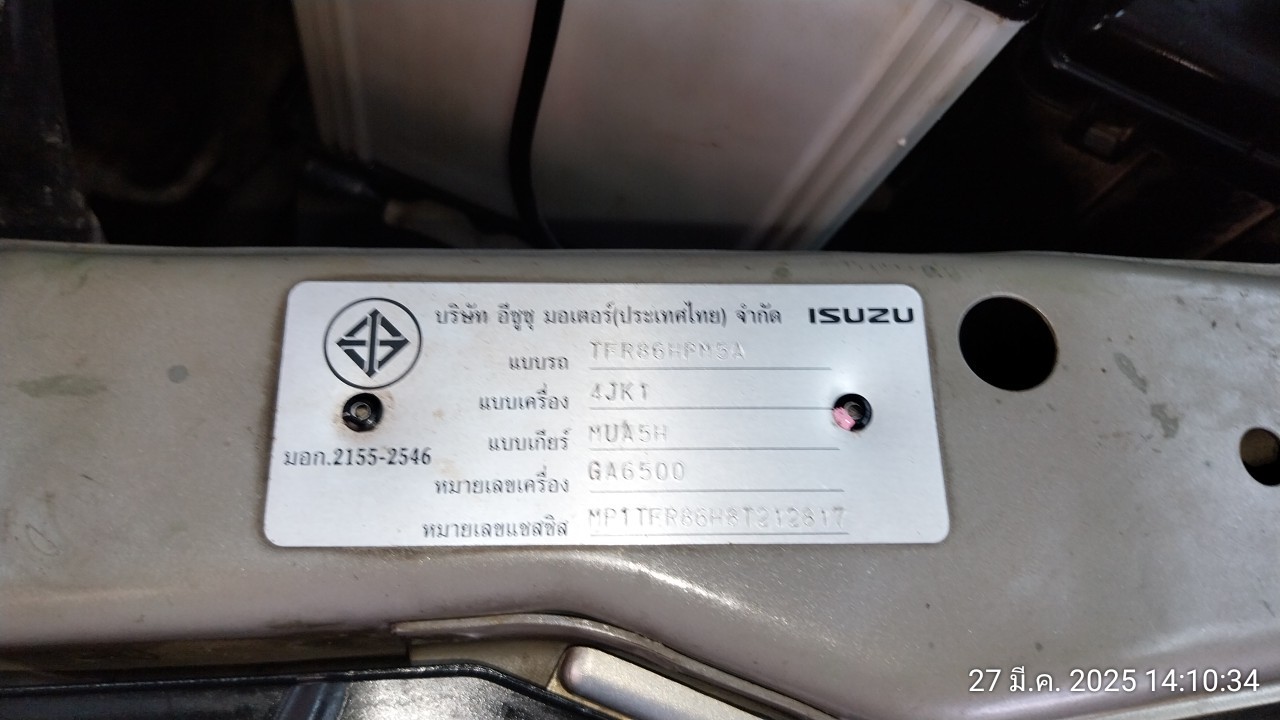 บริษัท อีซูซุ มอเตอร์(ประเทศไทย) จำกัด ISUZU
แบบรถ TFR86HPM5A
แบบเครื่อง 4JK1
แบบเกียร์ MUA5H
มอก.2155-2546
หมายเลขเครื่อง GA6500
หมายเลขแชสซีส MP1TFR86H8T212817
27 มี.ค. 2025 14:10:34